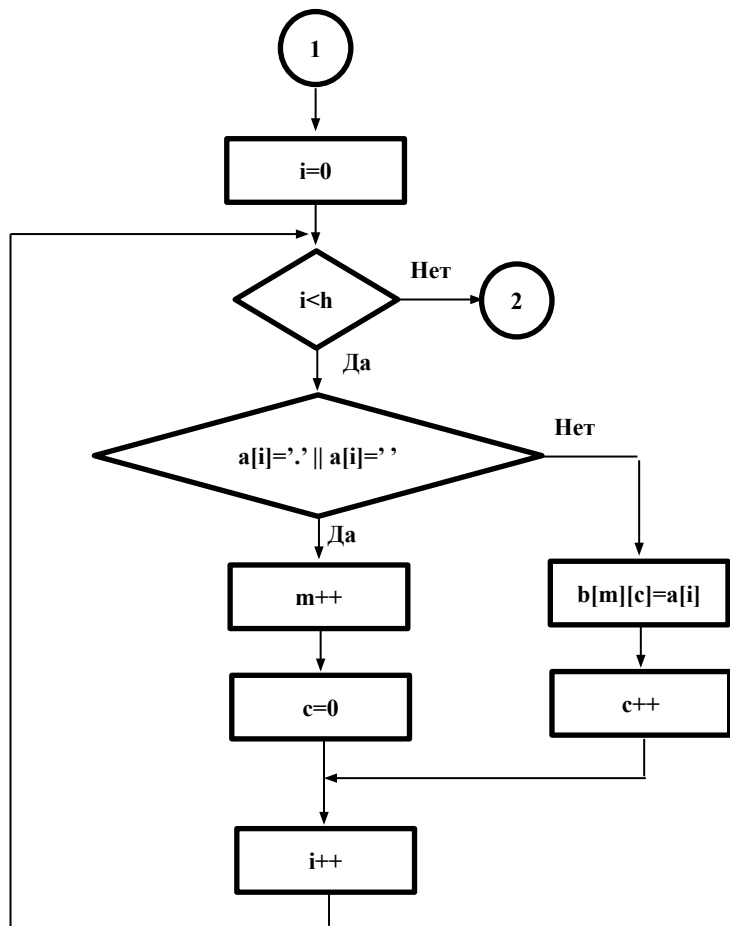 1
i=0
Нет
i<h
2
Да
Нет
a[i]=’.’ || a[i]=’ ’
Да
m++
b[m][c]=a[i]
c=0
c++
i++